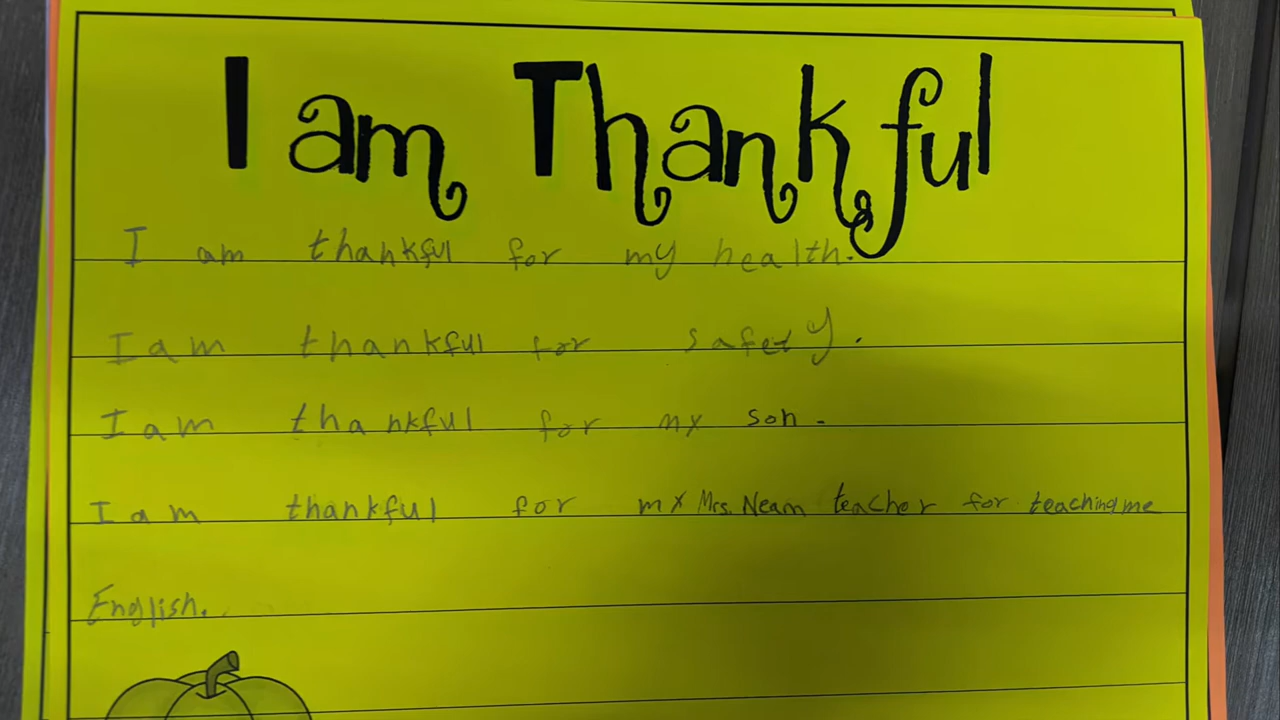 I am Thankful
I am thankful for my health.
I am thankful for safety.
I am thankful for my son.
I am thankful for my Mrs. Neam teacher for teaching me
English.